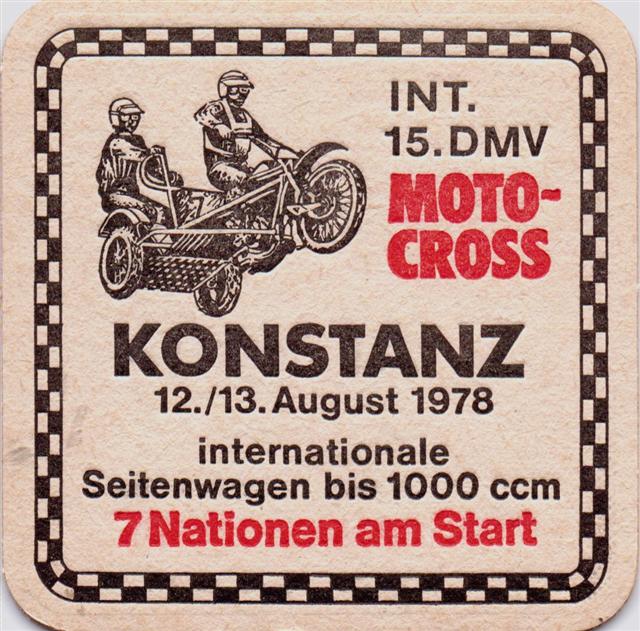 INT.
15. DMV
MOTO-
CROSS
KONSTANZ
12./13. August 1978
internationale
Seitenwagen bis 1000 ccm
7 Nationen am Start